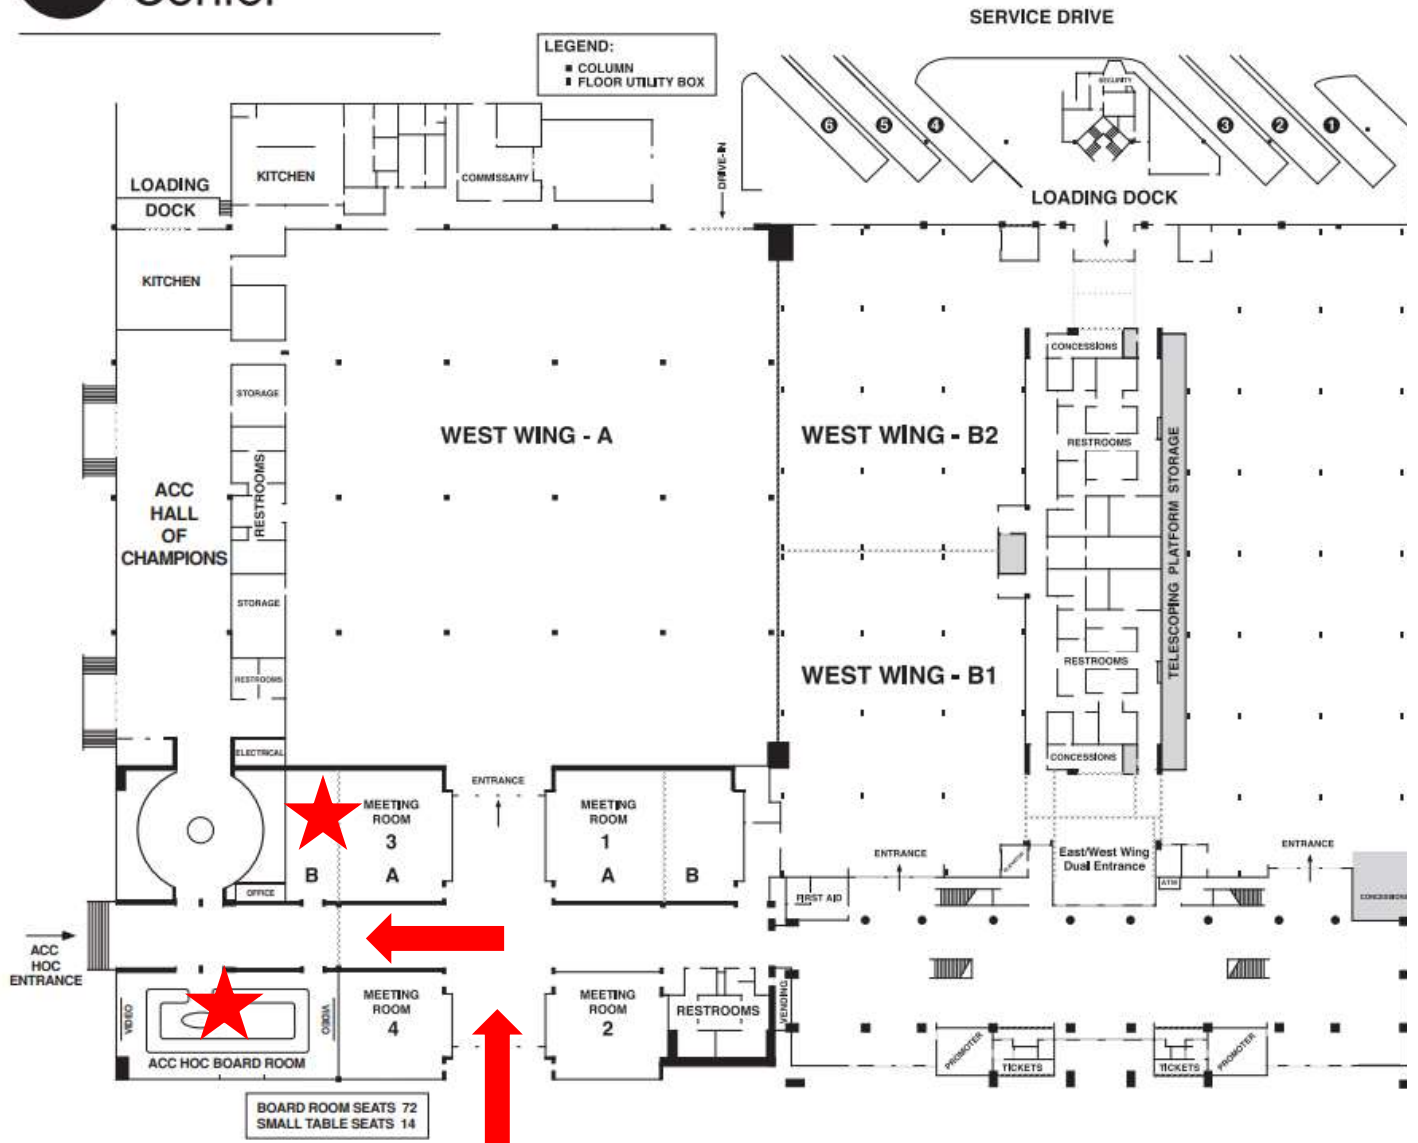 Center
SERVICE DRIVE
LEGEND:
COLUMN
FLOOR UTILITY BOX
SECURITY
6
5
4
3
2
1
LOADING
DOCK
KITCHEN
COMMISSARY
DRIVE-IN
LOADING DOCK
KITCHEN
CONCESSIONS
STORAGE
WEST WING - A
WEST WING - B2
RESTROOMS
TELESCOPING PLATFORM STORAGE
RESTROOMS
ACC
HALL
OF
CHAMPIONS
STORAGE
WEST WING - B1
RESTROOMS
RESTROOMS
ELECTRICAL
CONCESSIONS
ENTRANCE
MEETING
ROOM
3
B
A
MEETING
ROOM
1
A
B
ENTRANCE
East/West Wing
Dual Entrance
ENTRANCE
OFFICE
FIRST AID
ATM
CONCESSIONS
ACC
HOC
ENTRANCE
VIDEO
VIDEO
MEETING
ROOM
4
MEETING
ROOM
2
RESTROOMS
VENDING
ACC HOC BOARD ROOM
PROMOTER
TICKETS
TICKETS
PROMOTER
BOARD ROOM SEATS 72
SMALL TABLE SEATS 14